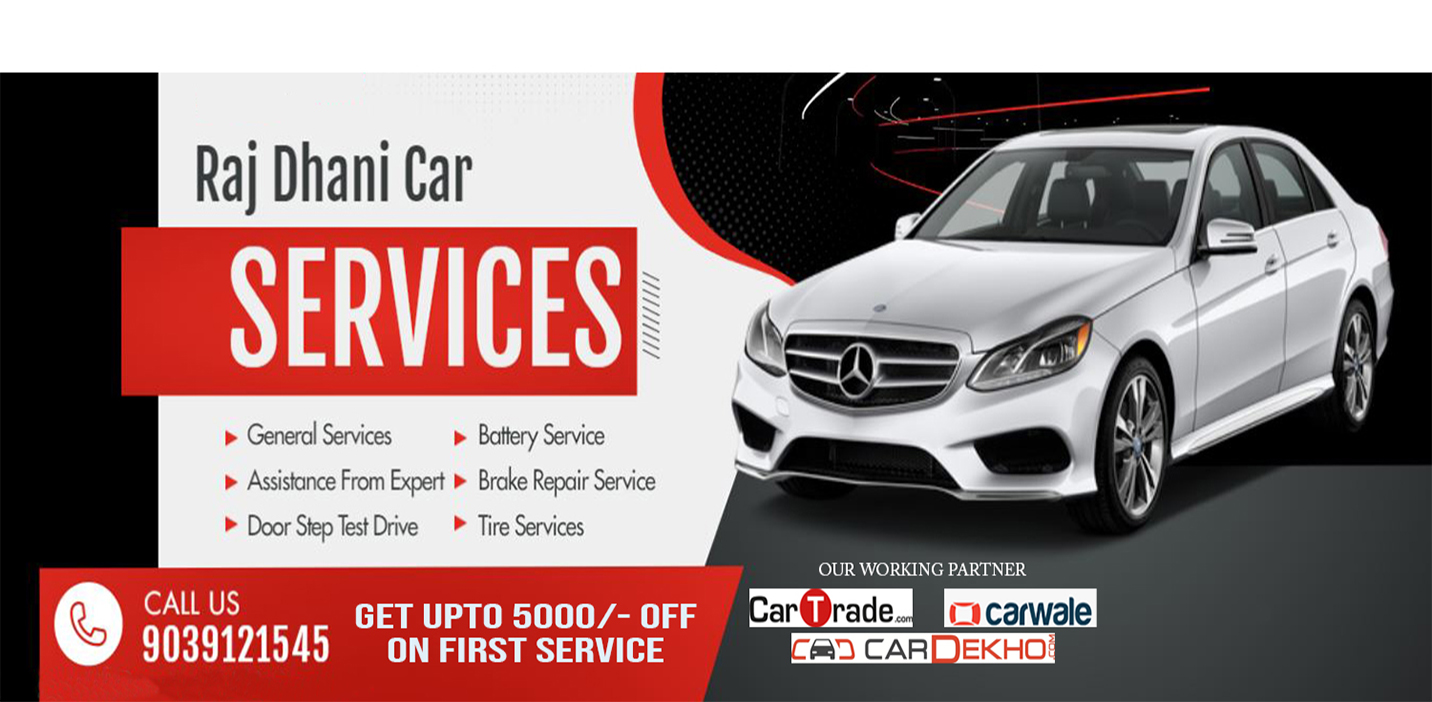 Raj Dhani Car
SERVICES
General Services
Assistance From Expert
Door Step Test Drive
Battery Service
Brake Repair Service
Tire Services
CALL US
9039121545
GET UPTO 5000/- OFF
ON FIRST SERVICE
OUR WORKING PARTNER
CarTrade.com
carwale
CARDEKHO.COM